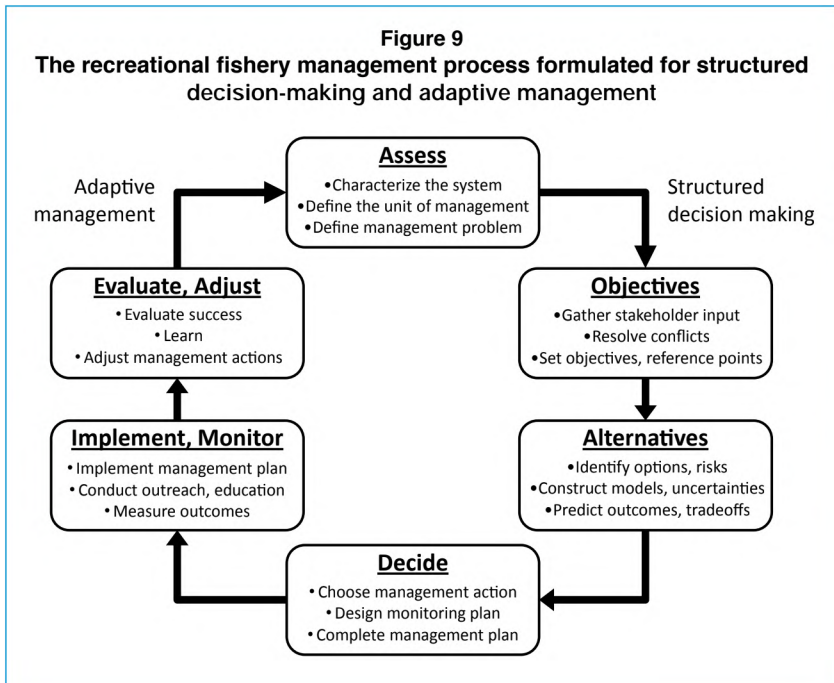 Figure 9
The recreational fishery management process formulated for structured
decision-making and adaptive management
Assess
•Characterize the system
•Define the unit of management
•Define management problem
Adaptive
management
Structured
decision making
Evaluate, Adjust
• Evaluate success
• Learn
• Adjust management actions
Objectives
•Gather stakeholder input
•Resolve conflicts
•Set objectives, reference points
Implement, Monitor
• Implement management plan
• Conduct outreach, education
• Measure outcomes
Alternatives
•Identify options, risks
•Construct models, uncertainties
•Predict outcomes, tradeoffs
Decide
• Choose management action
• Design monitoring plan
• Complete management plan